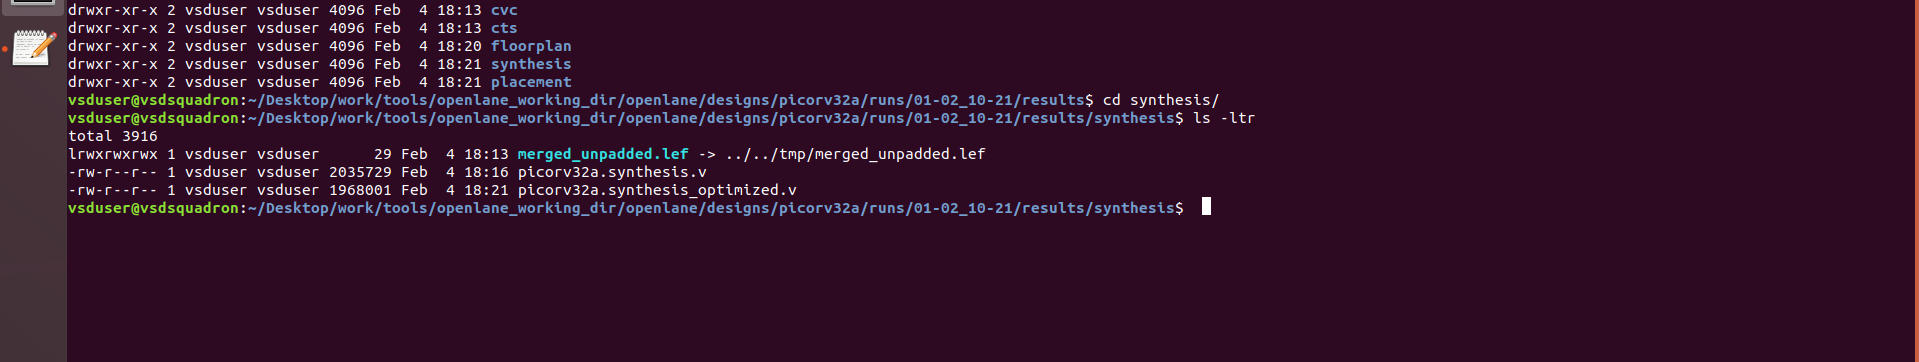 drwxr-xr-x 2 vsduser vsduser 4096 Feb  4 18:13 cvc
drwxr-xr-x 2 vsduser vsduser 4096 Feb  4 18:13 cts
drwxr-xr-x 2 vsduser vsduser 4096 Feb  4 18:20 floorplan
drwxr-xr-x 2 vsduser vsduser 4096 Feb  4 18:21 synthesis
drwxr-xr-x 2 vsduser vsduser 4096 Feb  4 18:21 placement
vsduser@vsdsquadron:~/Desktop/work/tools/openlane_working_dir/openlane/designs/picorv32a/runs/01-02_10-21/results$ cd synthesis/
vsduser@vsdsquadron:~/Desktop/work/tools/openlane_working_dir/openlane/designs/picorv32a/runs/01-02_10-21/results/synthesis$ ls -ltr
total 3916
lrwxrwxrwx 1 vsduser vsduser      29 Feb  4 18:13 merged_unpadded.lef -> ../../tmp/merged_unpadded.lef
-rw-r--r-- 1 vsduser vsduser 2035729 Feb  4 18:16 picorv32a.synthesis.v
-rw-r--r-- 1 vsduser vsduser 1968001 Feb  4 18:21 picorv32a.synthesis_optimized.v
vsduser@vsdsquadron:~/Desktop/work/tools/openlane_working_dir/openlane/designs/picorv32a/runs/01-02_10-21/results/synthesis$